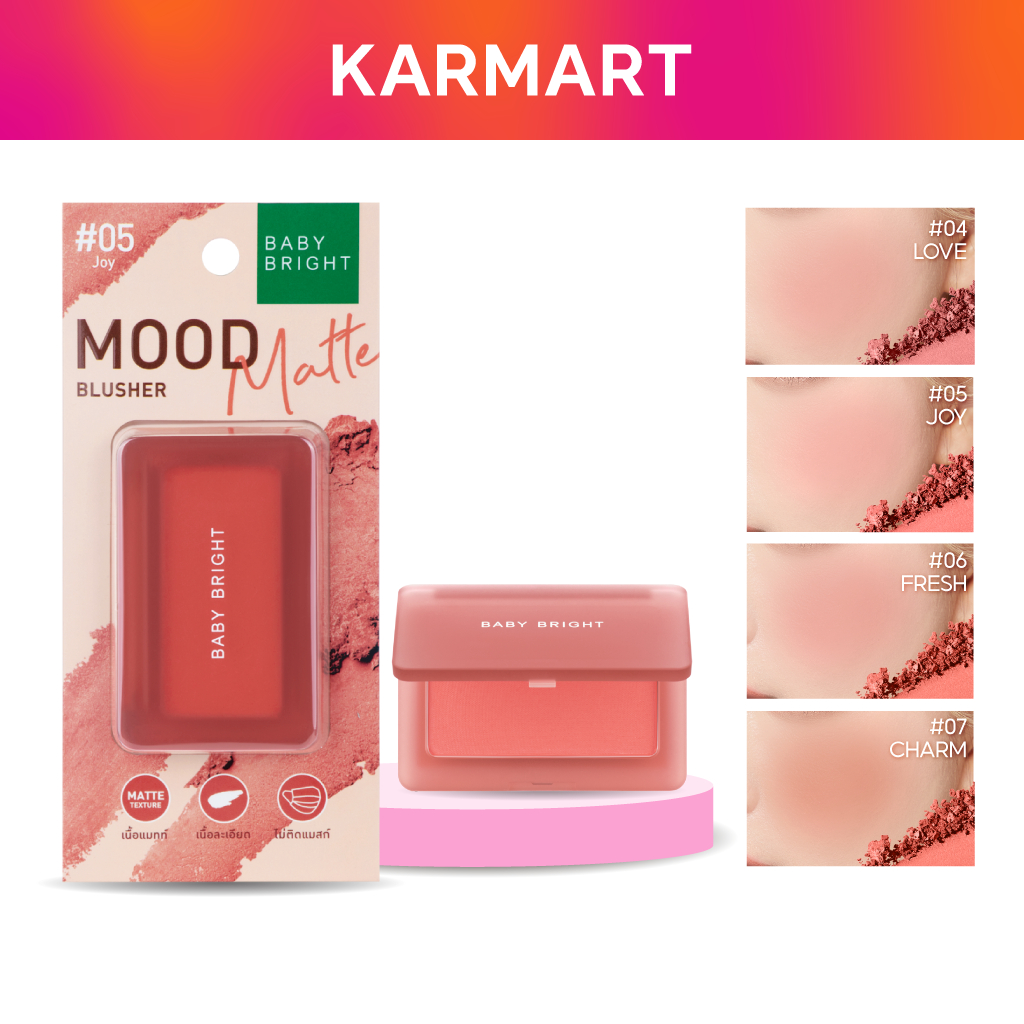 KARMART
#05
Joy
BABY
BRIGHT
MOOD
Matte
BLUSHER
BABY BRIGHT
MATTE
TEXTURE
เนื้อแมทท์
เนื้อละเอียด
ไม่ติดแมสก์
BABY BRIGHT
#04
LOVE
#05
JOY
#06
FRESH
#07
CHARM